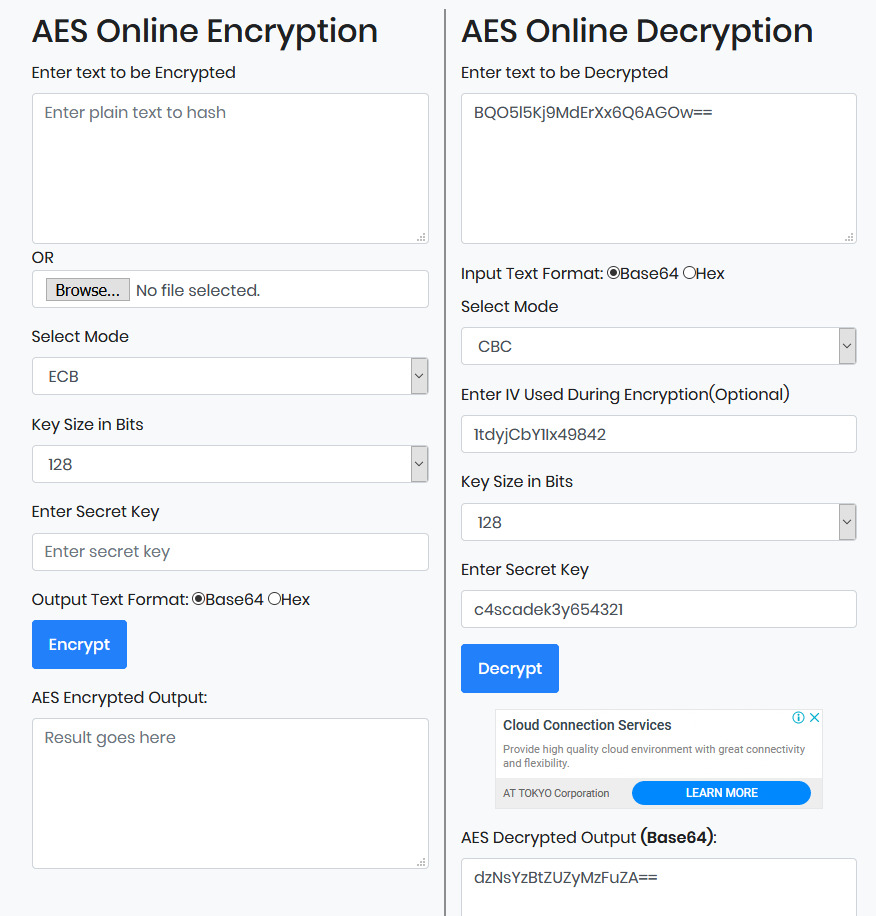 AES Online Encryption
Enter text to be Encrypted
Enter plain text to hash
OR
Browse... No file selected.
Select Mode
ECB
Key Size in Bits
128
Enter Secret Key
Enter secret key
Output Text Format: Base64 Hex
Encrypt
AES Encrypted Output:
Result goes here
AES Online Decryption
Enter text to be Decrypted
BQO5l5Kj9MdErXx6Q6AGOw==
Input Text Format: Base64 Hex
Select Mode
CBC
Enter IV Used During Encryption(Optional)
1tdyjCbY1Ix49842
Key Size in Bits
128
Enter Secret Key
c4scadek3y654321
Decrypt
Cloud Connection Services
Provide high quality cloud environment with great connectivity
and flexibility.
AT TOKYO Corporation LEARN MORE
AES Decrypted Output (Base64):
dzNsYzBtZUZyMzFuZA==